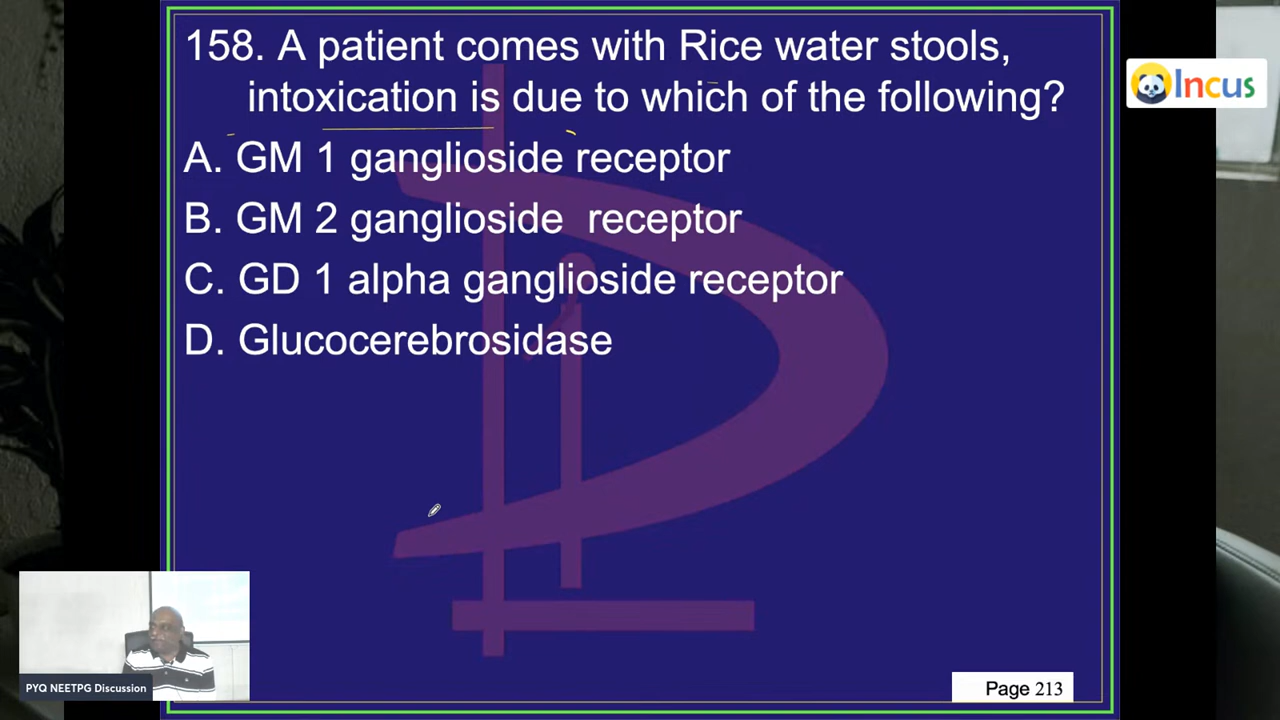 158. A patient comes with Rice water stools,
intoxication is due to which of the following?
A. GM 1 ganglioside receptor
B. GM 2 ganglioside receptor
C. GD 1 alpha ganglioside receptor
D. Glucocerebrosidase
Incus
PYQ NEETPG Discussion
Page 213